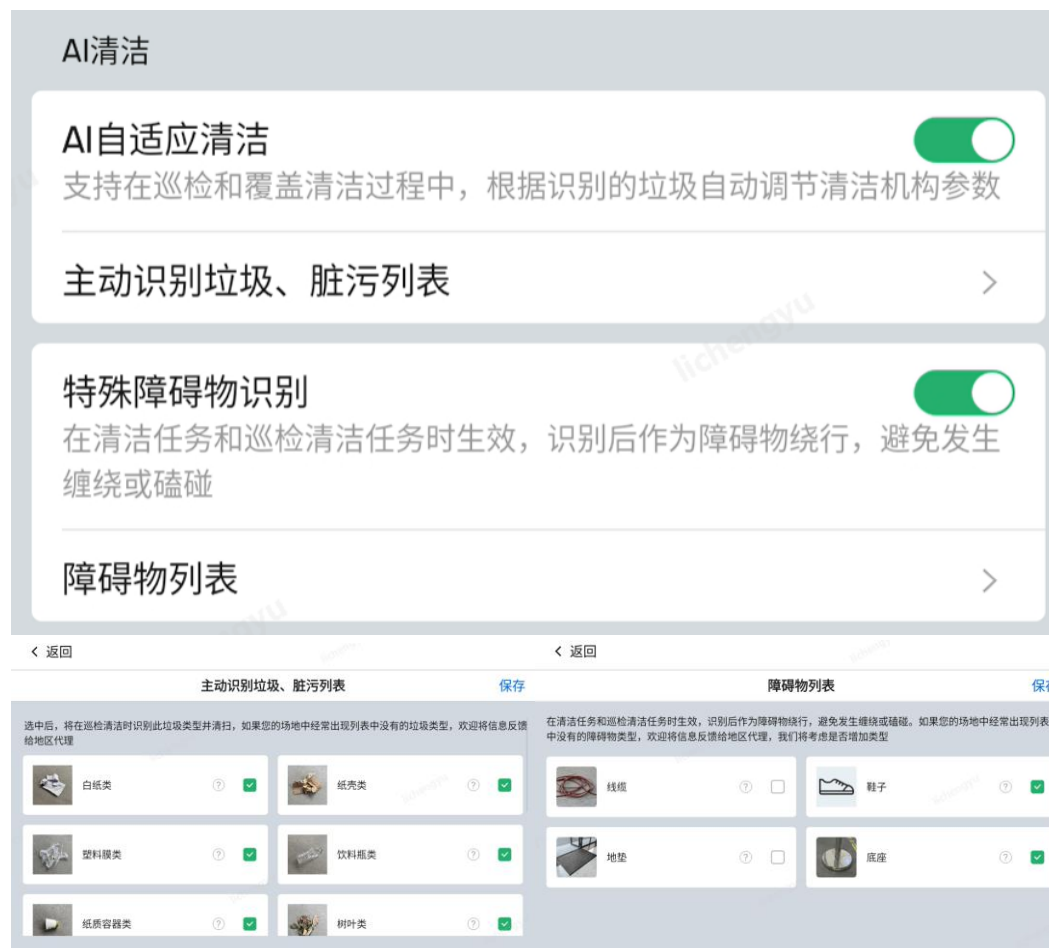 AI清洁
AI自适应清洁
支持在巡检和覆盖清洁过程中，根据识别的垃圾自动调节清洁机构参数
主动识别垃圾、脏污列表
lichengyu
特殊障碍物识别
在清洁任务和巡检清洁任务时生效，识别后作为障碍物绕行，避免发生
缠绕或磕碰
障碍物列表
返回
主动识别垃圾、脏污列表
保存
选中后，将在巡检清洁时识别此垃圾类型并清扫，如果您的场地中经常出现列表中没有的垃圾类型，欢迎将信息反馈
给地区代理
白纸类
纸壳类
塑料膜类
饮料瓶类
纸质容器类
树叶类
返回
障碍物列表
保存
在清洁任务和巡检清洁任务时生效，识别后作为障碍物绕行，避免发生缠绕或磕碰。如果您的场地中经常出现列表
中没有的障碍物类型，欢迎将信息反馈给地区代理，我们将考虑是否增加类型
线缆
鞋子
地垫
底座